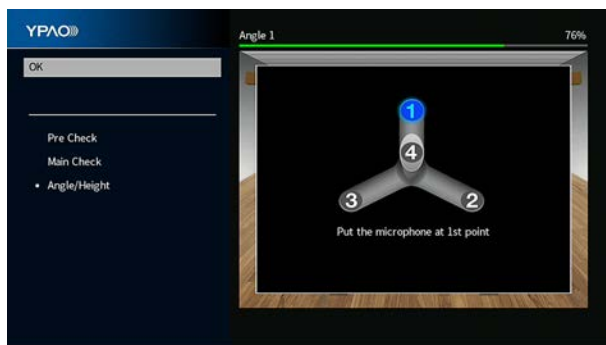 YPAO
Angle 1
76%
OK
Pre Check
Main Check
• Angle/Height
1
4
3
2
Put the microphone at 1st point